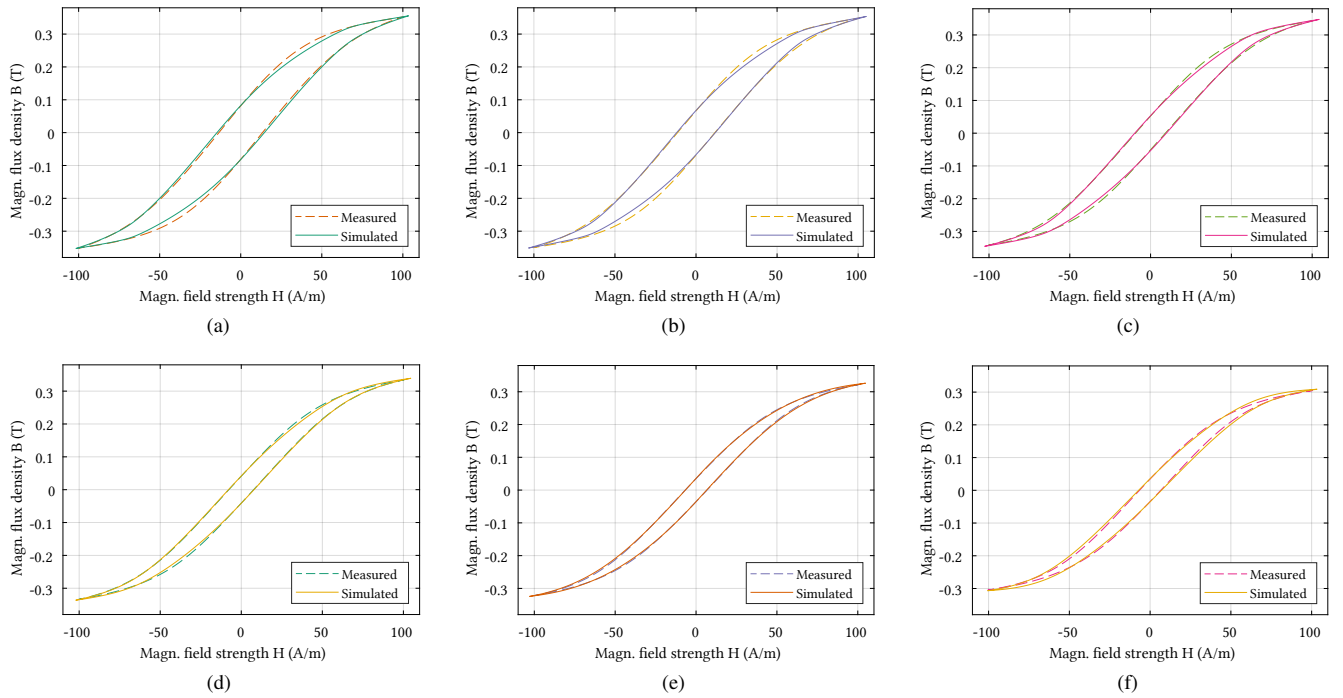 Magn. flux density B (T)
0.3
0.2
0.1
0
-0.1
-0.2
-0.3
Measured
Simulated
-100 -50 0 50 100
Magn. field strength H (A/m)
(a)
Magn. flux density B (T)
0.3
0.2
0.1
0
-0.1
-0.2
-0.3
Measured
Simulated
-100 -50 0 50 100
Magn. field strength H (A/m)
(b)
Magn. flux density B (T)
0.3
0.2
0.1
0
-0.1
-0.2
-0.3
Measured
Simulated
-100 -50 0 50 100
Magn. field strength H (A/m)
(c)
Magn. flux density B (T)
0.3
0.2
0.1
0
-0.1
-0.2
-0.3
Measured
Simulated
-100 -50 0 50 100
Magn. field strength H (A/m)
(d)
Magn. flux density B (T)
0.3
0.2
0.1
0
-0.1
-0.2
-0.3
Measured
Simulated
-100 -50 0 50 100
Magn. field strength H (A/m)
(e)
Magn. flux density B (T)
0.3
0.2
0.1
0
-0.1
-0.2
-0.3
Measured
Simulated
-100 -50 0 50 100
Magn. field strength H (A/m)
(f)